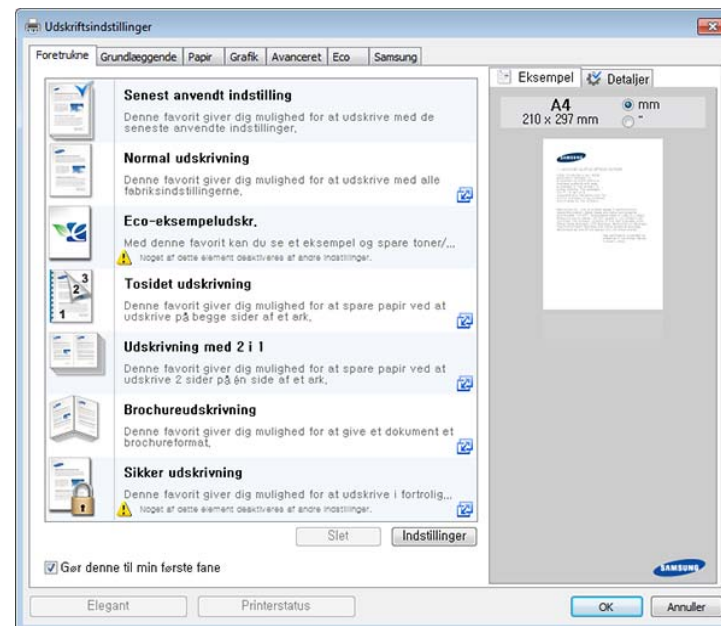 Udskriftsindstillinger
Foretrukne Grundlæggende Papir Grafik Avanceret Eco Samsung
Senest anvendt indstilling
Denne favorit giver dig mulighed for at udskrive med de
seneste anvendte indstillinger.
Normal udskrivning
Denne favorit giver dig mulighed for at udskrive med alle
fabriksindstillingerne.
Eco-eksempeludskr.
Med denne favorit kan du se et eksempel og spare toner/...
Noget af dette element deaktiveres af andre indstillinger.
Tosidet udskrivning
Denne favorit giver dig mulighed for at spare papir ved at
udskrive på begge sider af et ark.
Udskrivning med 2 i 1
Denne favorit giver dig mulighed for at spare papir ved at
udskrive 2 sider på én side af et ark.
Brochureudskrivning
Denne favorit giver dig mulighed for at give et dokument et
brochureformat.
Sikker udskrivning
Denne favorit giver dig mulighed for at udskrive i fortrolig...
Noget af dette element deaktiveres af andre indstillinger.
Slet Indstillinger
Gør denne til min første fane
Elegant Printerstatus
Eksempel Detaljer
A4
210 x 297 mm
mm
"
SAMSUNG
SAMSUNG
OK Annuller
1 2 3